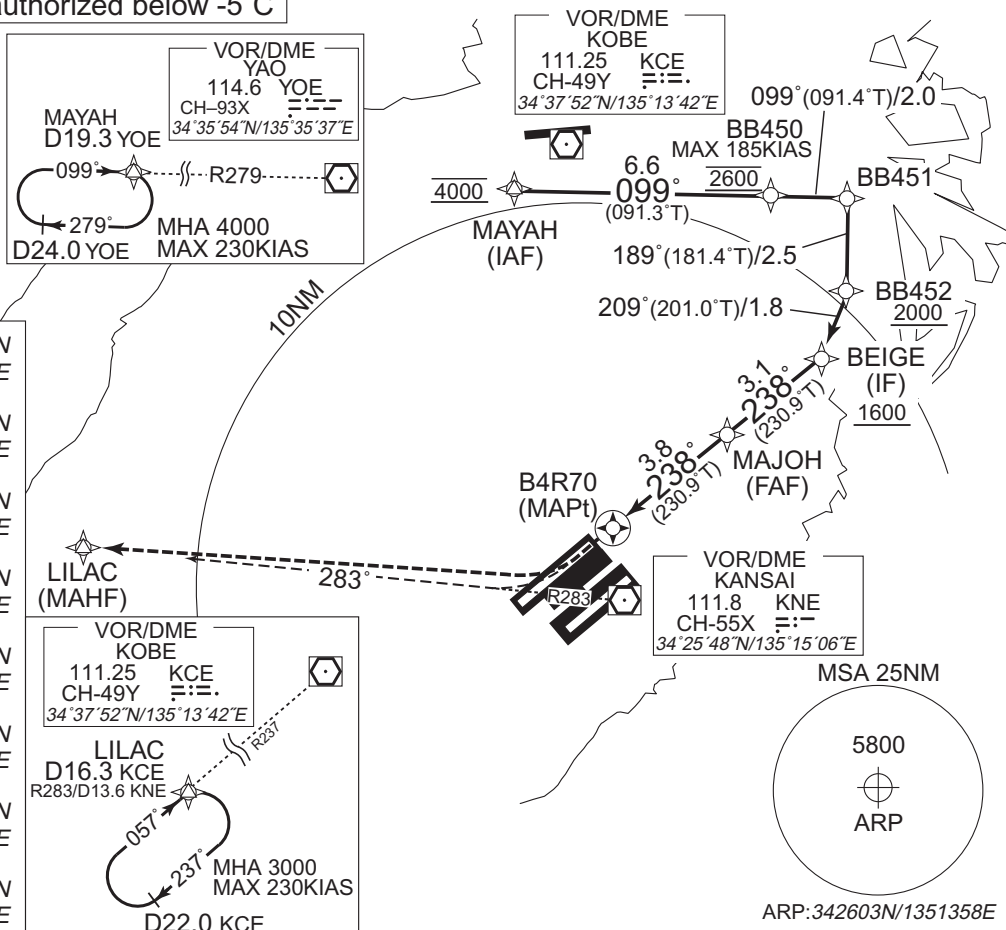 authorized below -5˚C
VOR/DME
YAO
114.6 YOE
CH–93X
34˚35´54˝N/135˚35´37˝E
MAYAH
D19.3 YOE
099˚
R279
279˚
D24.0 YOE
MHA 4000
MAX 230KIAS
VOR/DME
KOBE
111.25 KCE
CH-49Y
34˚37´52˝N/135˚13´42˝E
099˚(091.4˚T)/2.0
BB450
MAX 185KIAS
2600
BB451
4000
6.6
099˚
(091.3˚T)
MAYAH
(IAF)
189˚(181.4˚T)/2.5
BB452
2000
209˚(201.0˚T)/1.8
10NM
BEIGE
(IF)
1600
3.1
238˚
(230.9˚T)
MAJOH
(FAF)
3.8
238˚
(230.9˚T)
B4R70
(MAPt)
LILAC
(MAHF)
283˚
R283
VOR/DME
KANSAI
111.8 KNE
CH-55X
34˚25´48˝N/135˚15´06˝E
N
E
N
E
N
E
N
E
N
E
N
E
N
E
N
E
VOR/DME
KOBE
111.25 KCE
CH-49Y
34˚37´52˝N/135˚13´42˝E
R237
LILAC
D16.3 KCE
R283/D13.6 KNE
057˚
237˚
MHA 3000
MAX 230KIAS
D22.0 KCE
MSA 25NM
5800
ARP
ARP:342603N/1351358E